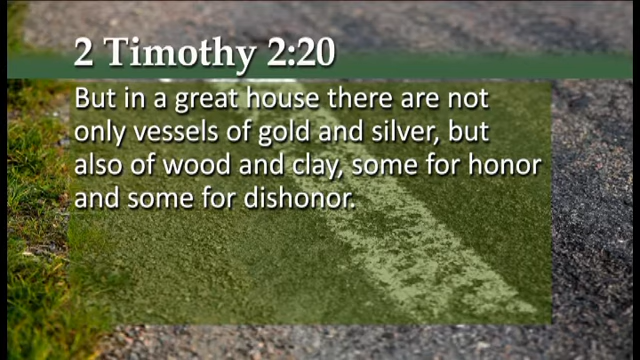 2 Timothy 2:20
But in a great house there are not
only vessels of gold and silver, but
also of wood and clay, some for honor
and some for dishonor.